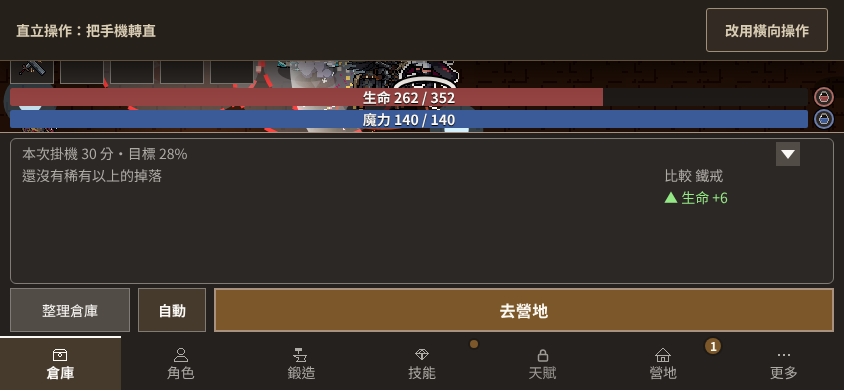 直立操作：把手機轉直
改用橫向操作
生命 262 / 352
魔力 140 / 140
本次掛機 30 分・目標 28%
還沒有稀有以上的掉落
比較 鐵戒
▲ 生命 +6
整理倉庫
自動
去營地
倉庫
角色
鍛造
技能
天賦
1
營地
更多